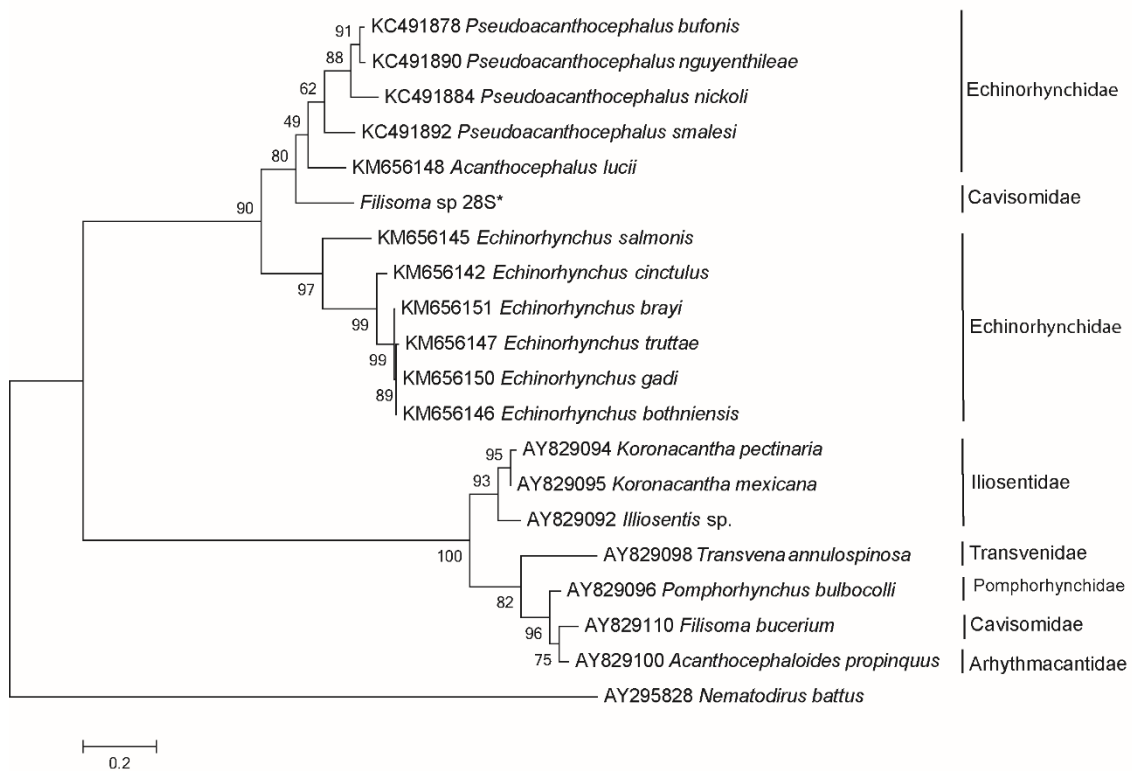 91
KC491878 Pseudoacanthocephalus bufonis
KC491890 Pseudoacanthocephalus nguyenthileae
88
KC491884 Pseudoacanthocephalus nickoli
Echinorhynchidae
62
KC491892 Pseudoacanthocephalus smalesi
49
80
KM656148 Acanthocephalus lucii
90
Filisoma sp 28S*
Cavisomidae
KM656145 Echinorhynchus salmonis
97
KM656142 Echinorhynchus cinctulus
KM656151 Echinorhynchus brayi
99
Echinorhynchidae
KM656147 Echinorhynchus truttae
99
KM656150 Echinorhynchus gadi
89
KM656146 Echinorhynchus bothniensis
95
AY829094 Koronacantha pectinaria
93
AY829095 Koronacantha mexicana
Iliosentidae
AY829092 Illiosentis sp.
100
AY829098 Transvena annulospinosa
Transvenidae
82
AY829096 Pomphorhynchus bulbocolli
Pomphorhynchidae
96
AY829110 Filisoma bucerium
Cavisomidae
75
AY829100 Acanthocephaloides propinquus
Arhythmacantidae
AY295828 Nematodirus battus
0.2